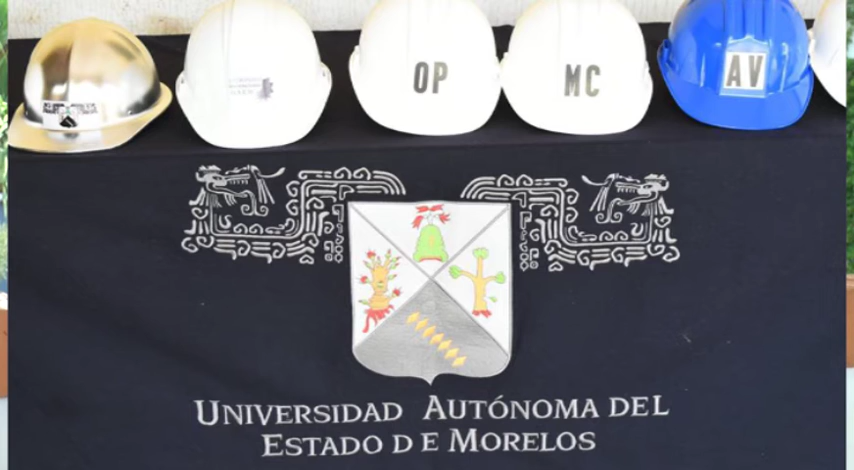 OP
MC
AV
UNIVERSIDAD AUTÓNOMA DEL
ESTADO DE MORELOS